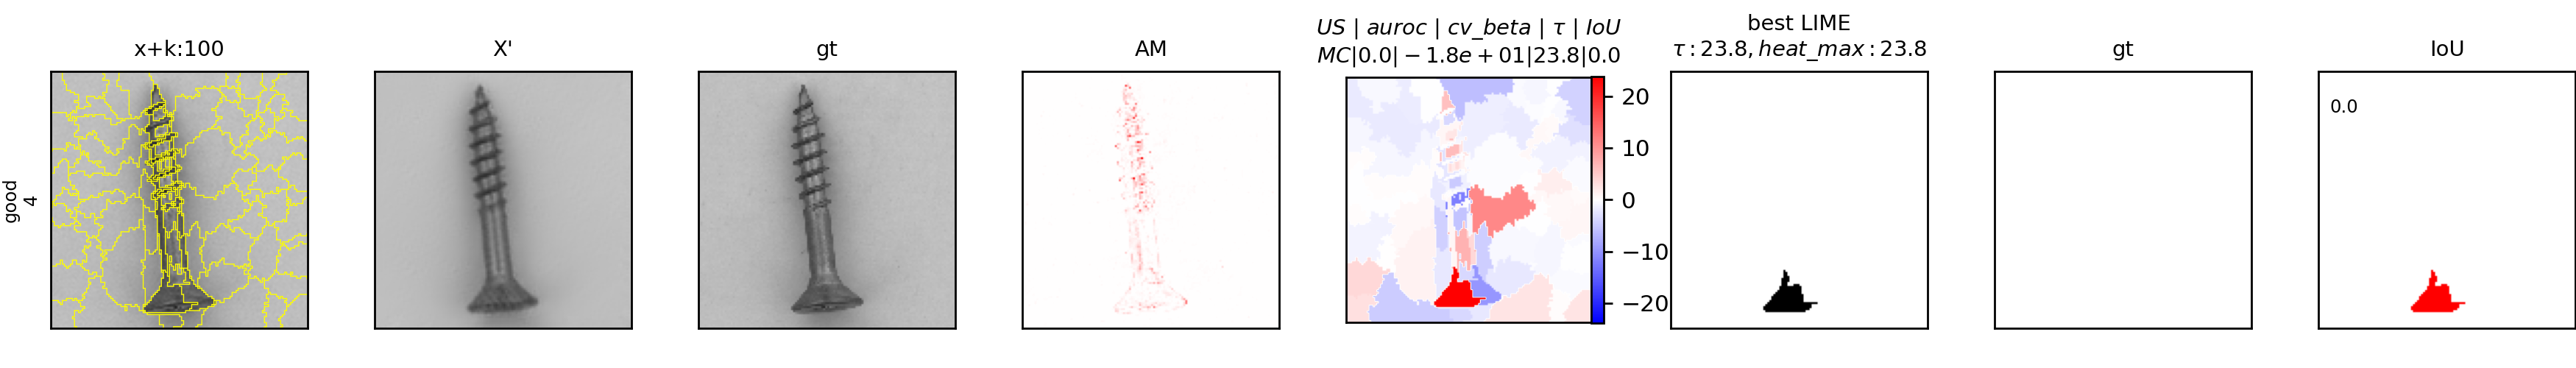 x+k:100
X'
gt
AM
US | auroc | cv_beta | τ | IoU
MC|0.0| − 1.8e + 01|23.8|0.0
best LIME
τ : 23.8, heat_max : 23.8
gt
IoU
good
4
20
10
0
−10
−20
0.0